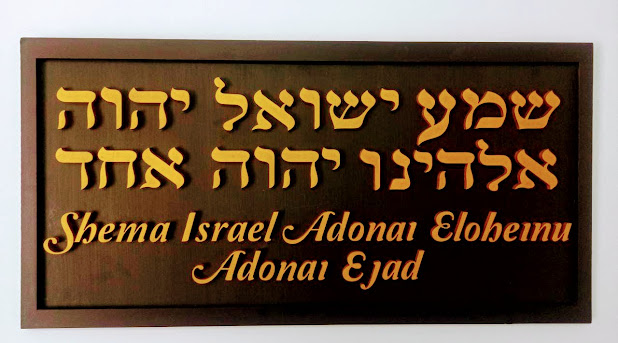 שמע ישואל יהוה
אלהינו יהוה אחד
Shema Israel Adonai Eloheinu
Adonai Ejad